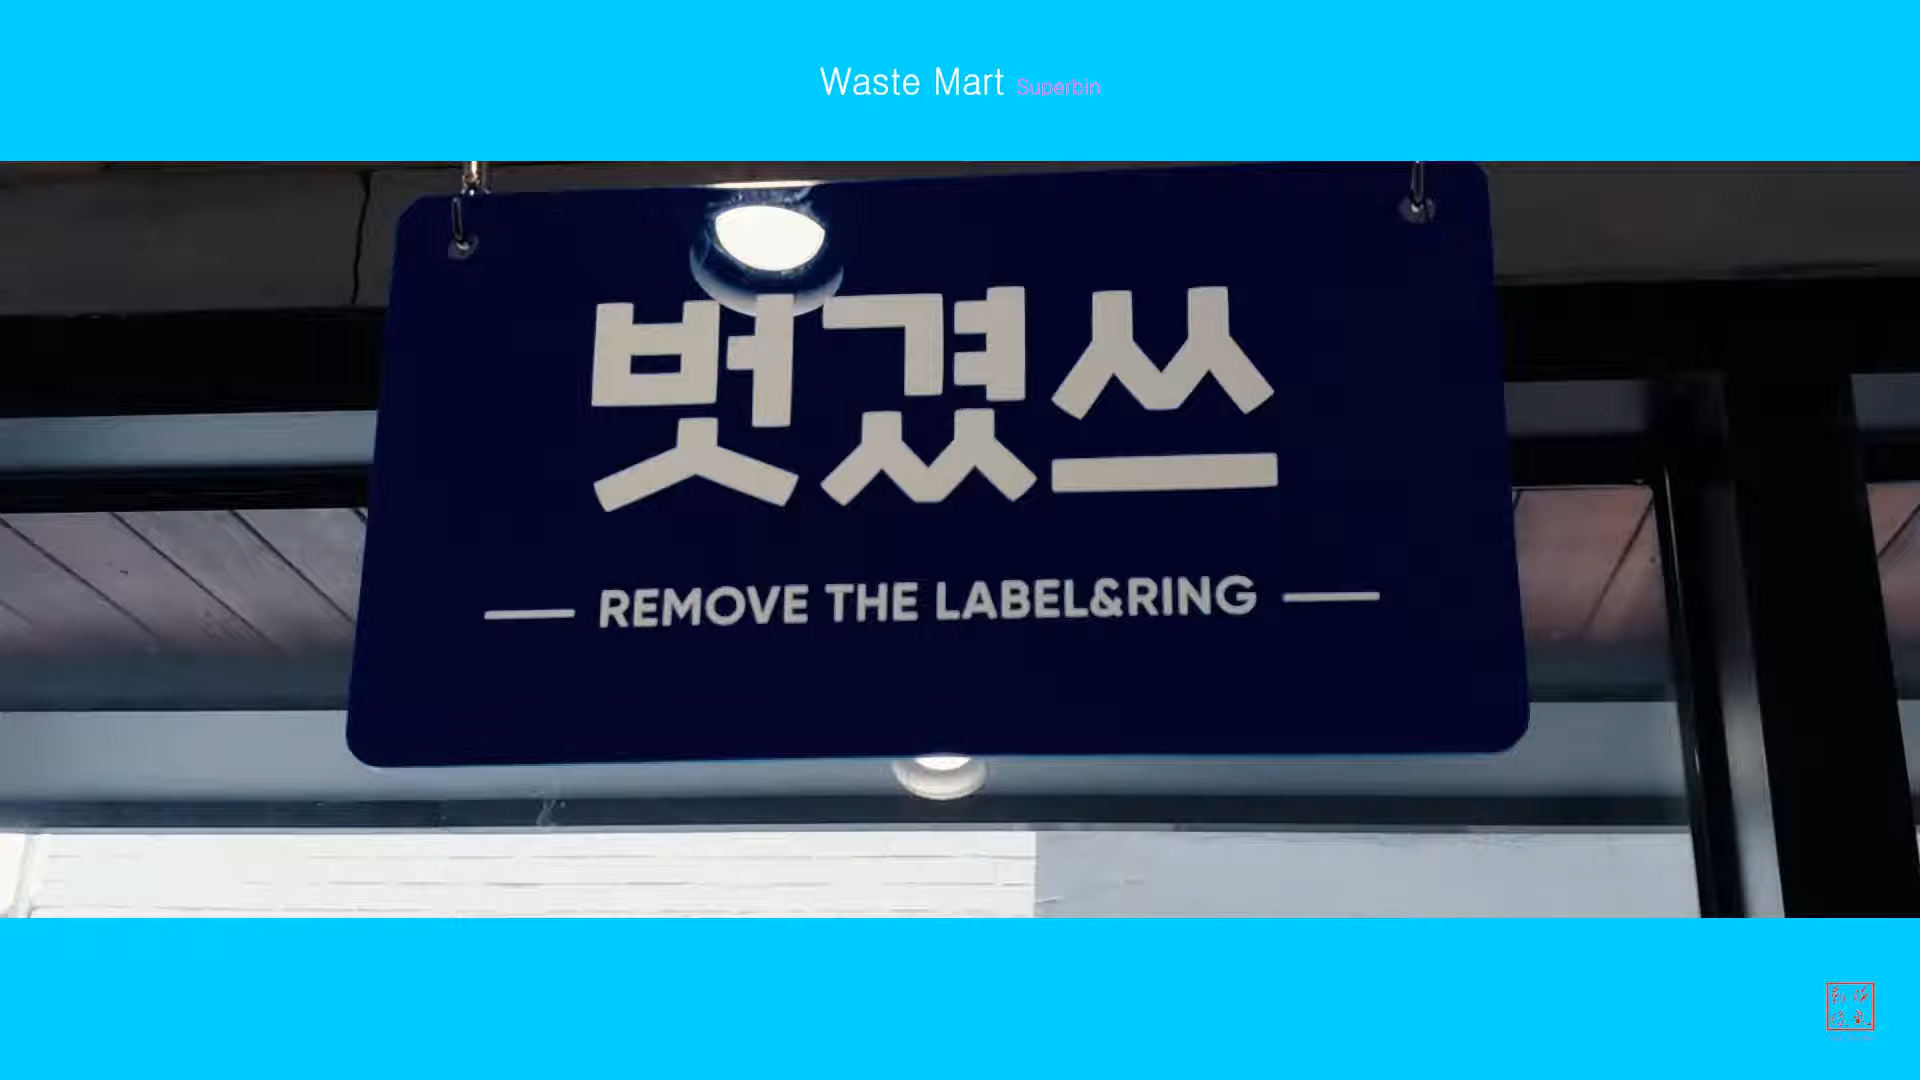 Waste Mart Superbin
벗겼쓰
REMOVE THE LABEL&RING